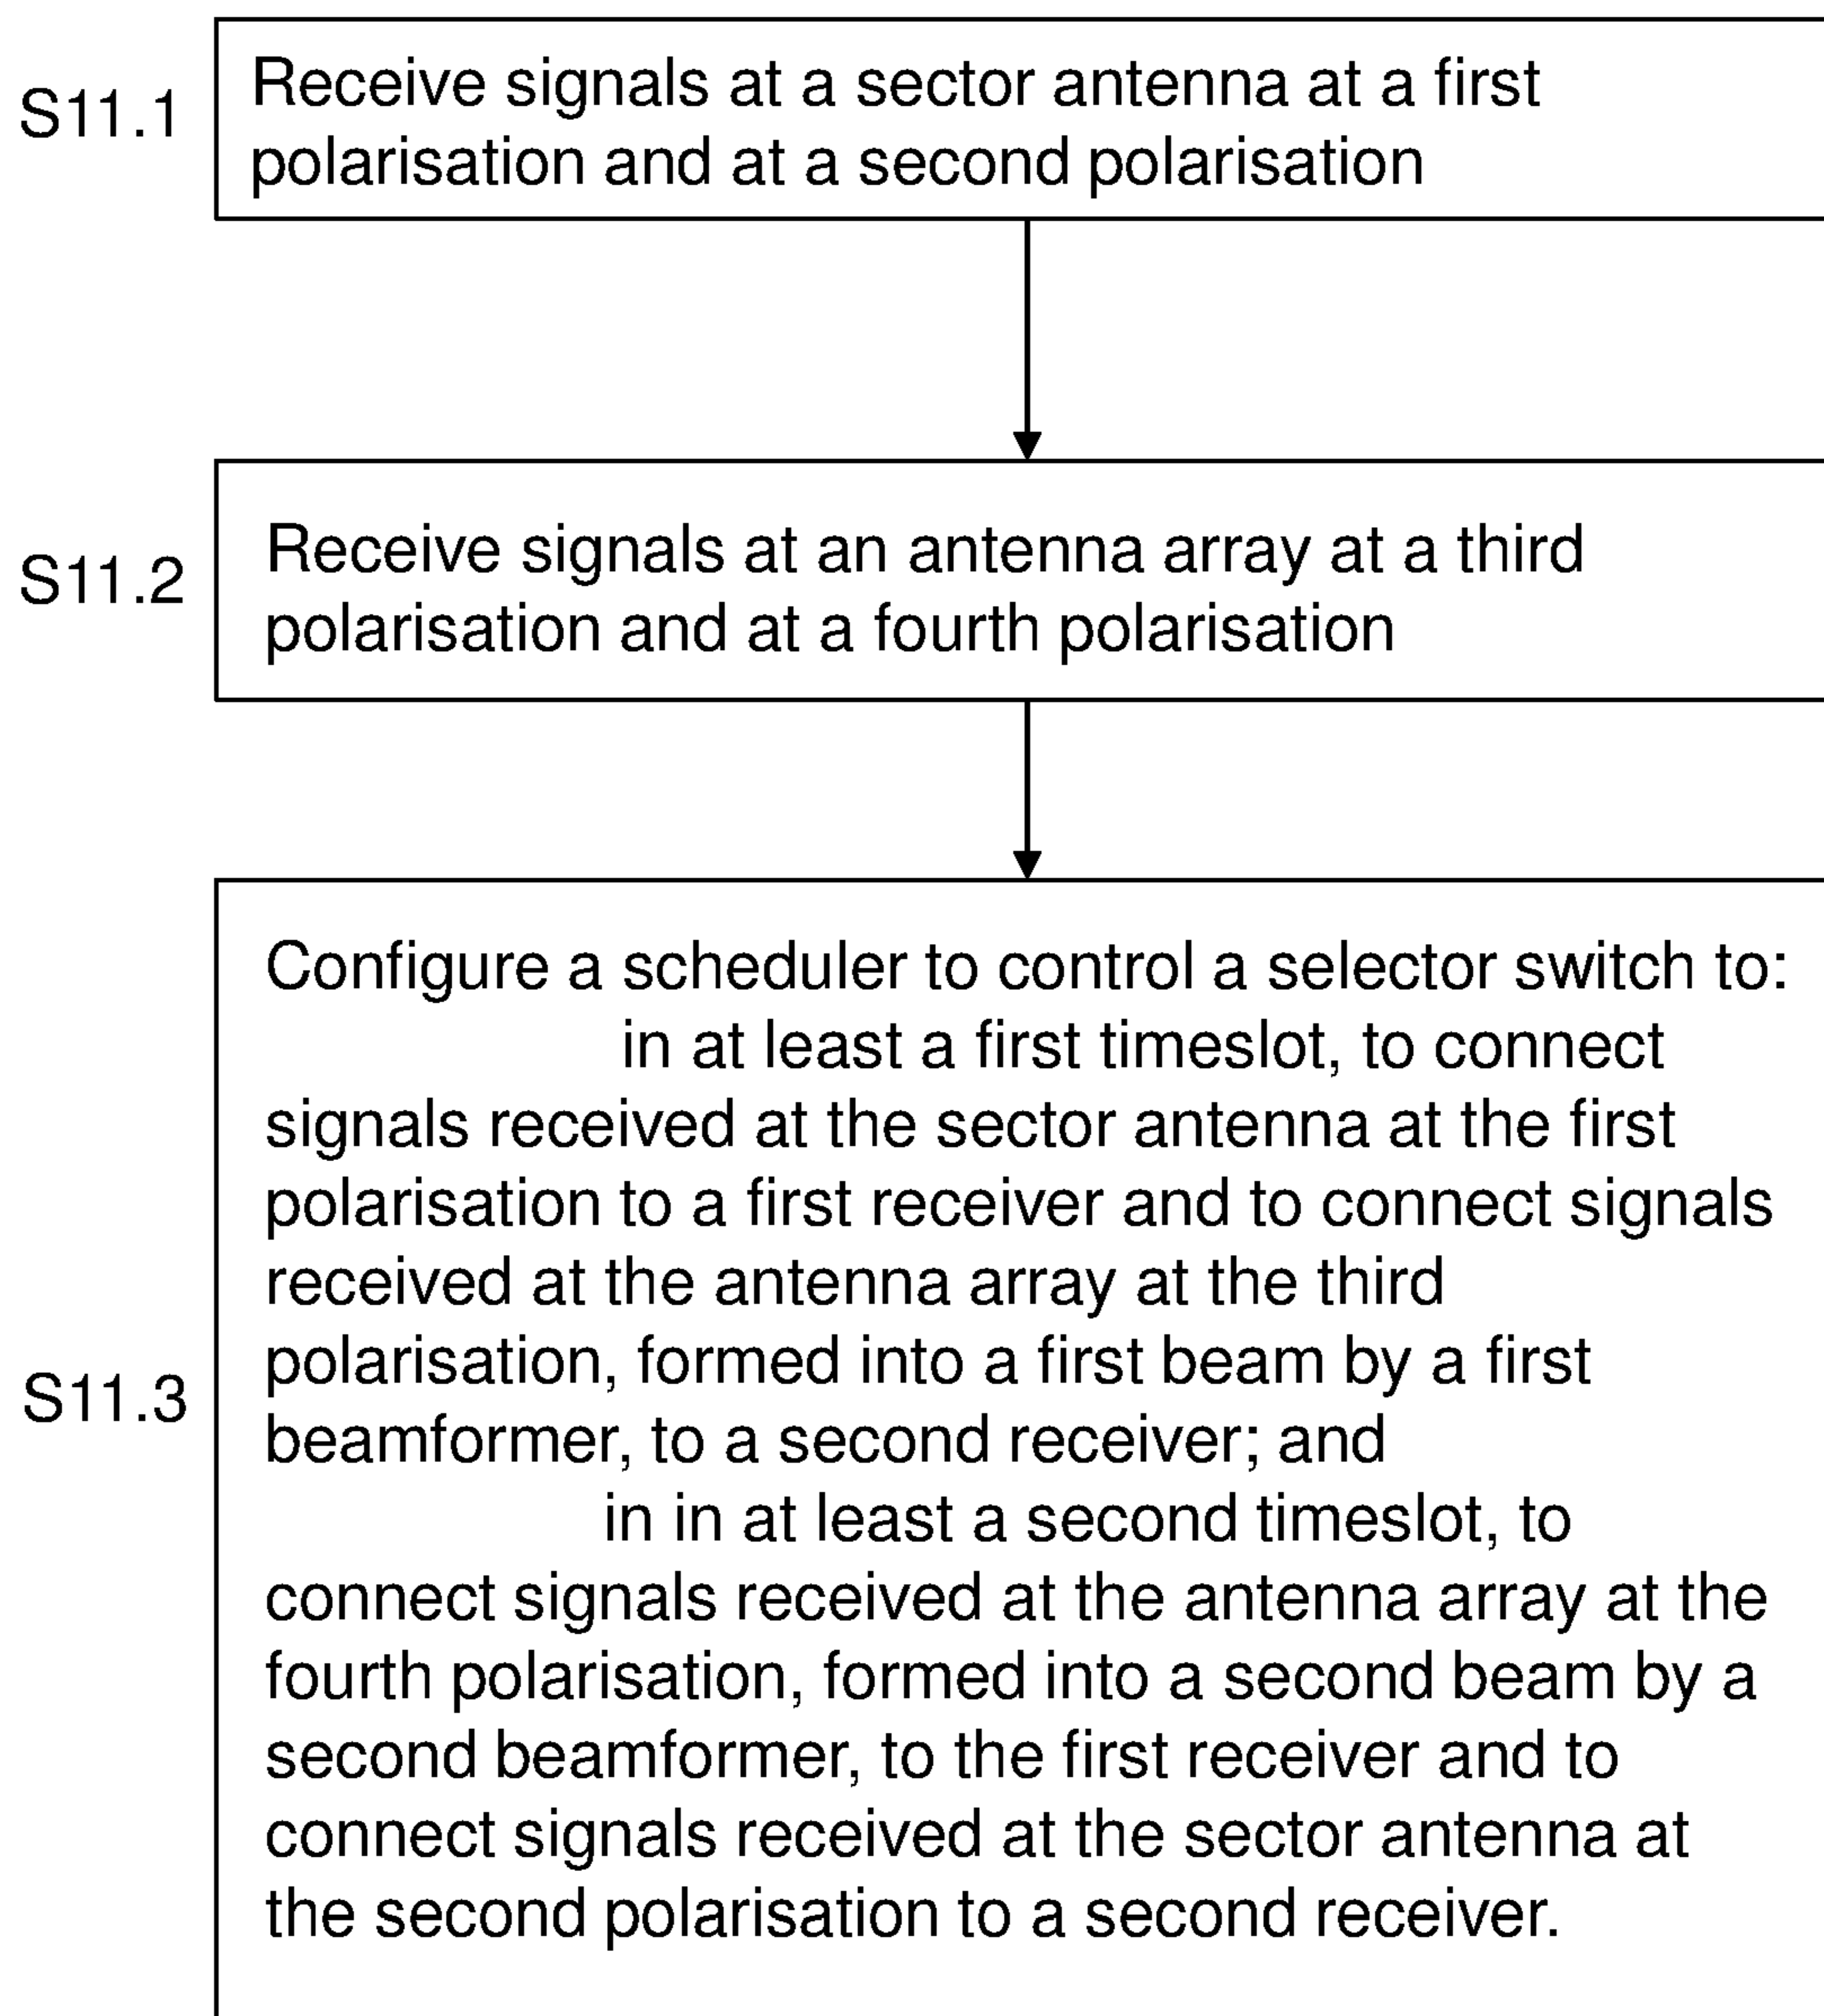 S11.1
Receive signals at a sector antenna at a first
polarisation and at a second polarisation
S11.2
Receive signals at an antenna array at a third
polarisation and at a fourth polarisation
S11.3
Configure a scheduler to control a selector switch to:
in at least a first timeslot, to connect
signals received at the sector antenna at the first
polarisation to a first receiver and to connect signals
received at the antenna array at the third
polarisation, formed into a first beam by a first
beamformer, to a second receiver; and
in in at least a second timeslot, to
connect signals received at the antenna array at the
fourth polarisation, formed into a second beam by a
second beamformer, to the first receiver and to
connect signals received at the sector antenna at
the second polarisation to a second receiver.